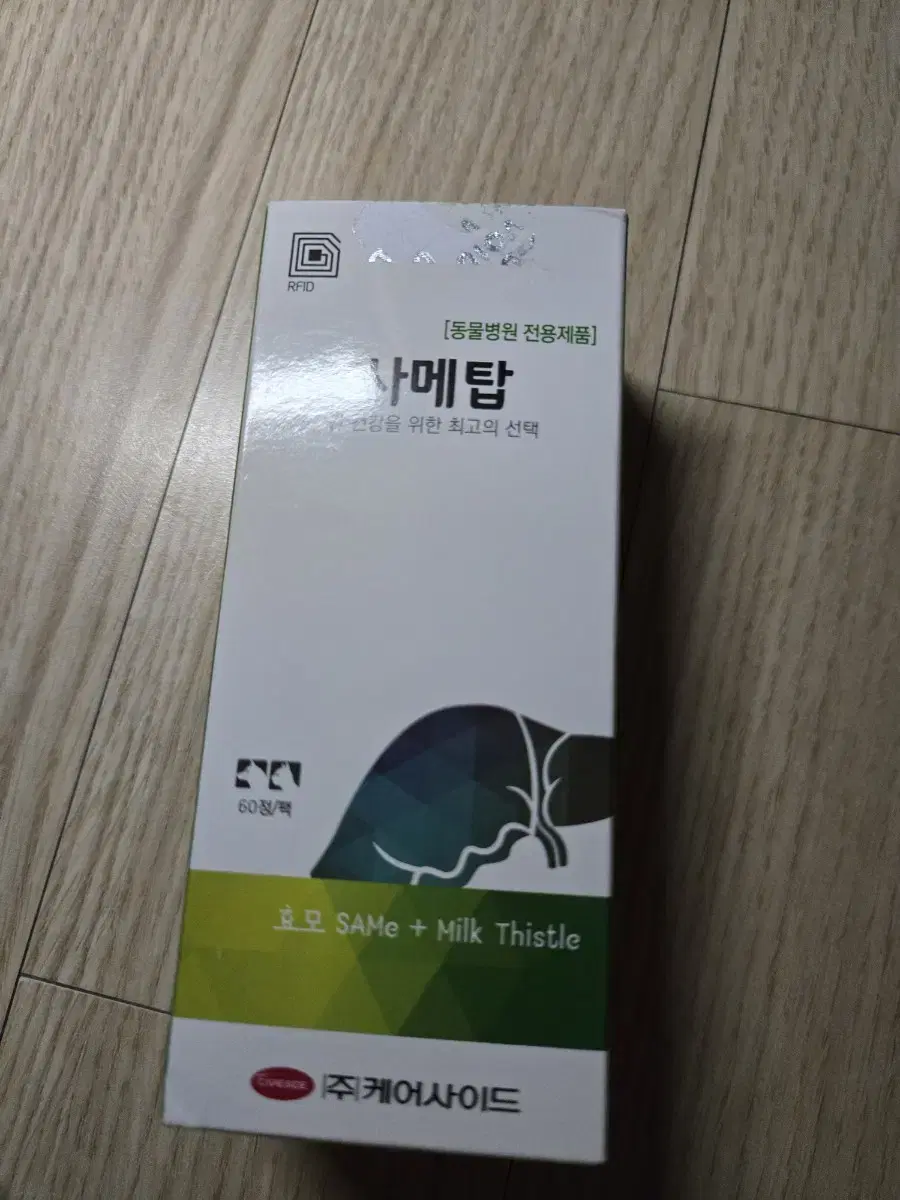 RFID
[동물병원 전용제품]
사메탑
건강을 위한 최고의 선택
60정/팩
효모 SAMe + Milk Thistle
(주)케어사이드